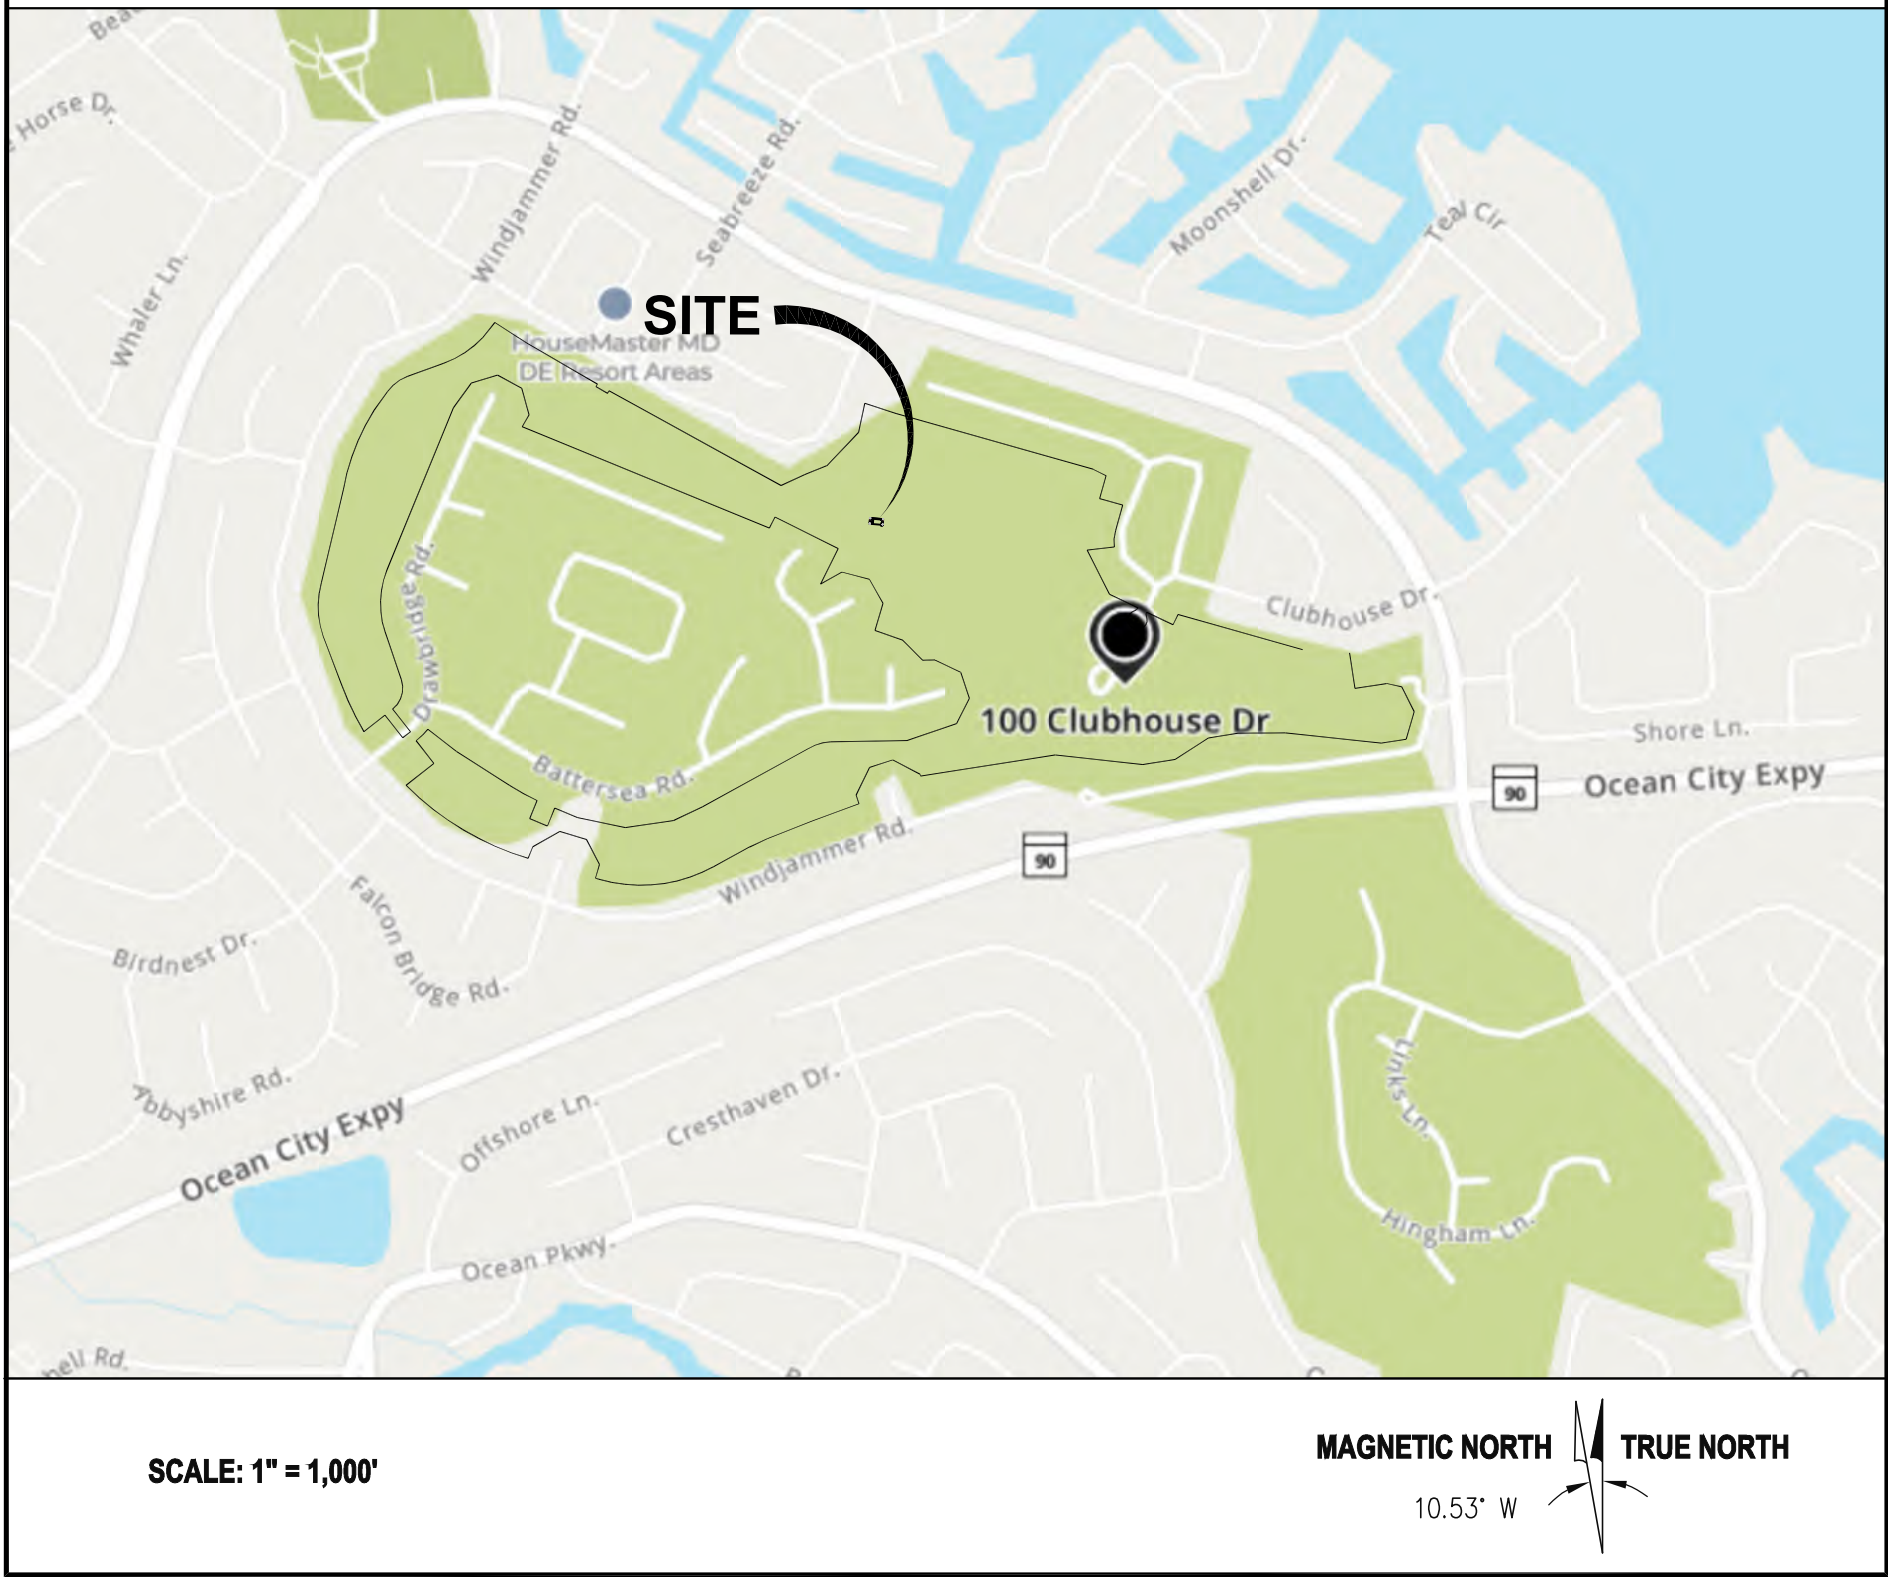 Horse Dr.
Windjammer Rd.
Seabreeze Rd.
Moonshell Dr.
Teal Cir
Whaler Ln.
SITE
HouseMaster MD
DE Resort Areas
Drawbridge Rd.
Clubhouse Dr.
100 Clubhouse Dr
Shore Ln.
Battersea Rd.
90
Ocean City Expy
Windjammer Rd.
90
Falcon Bridge Rd.
Birdnest Dr.
Links Ln.
Abbyshire Rd.
Ocean City Expy
Offshore Ln.
Cresthaven Dr.
Hingham Ln.
Ocean Pkwy.
hell Rd.
SCALE: 1" = 1,000'
MAGNETIC NORTH
TRUE NORTH
10.53° W